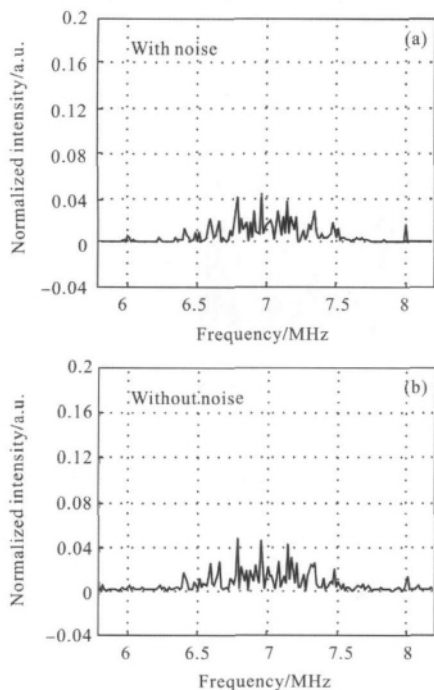 0.2
(a)
With noise
0.16
0.12
0.08
0.04
0
−0.04
Normalized intensity/a.u.
6 6.5 7 7.5 8
Frequency/MHz
0.2
(b)
Without noise
0.16
0.12
0.08
0.04
0
−0.04
Normalized intensity/a.u.
6 6.5 7 7.5 8
Frequency/MHz